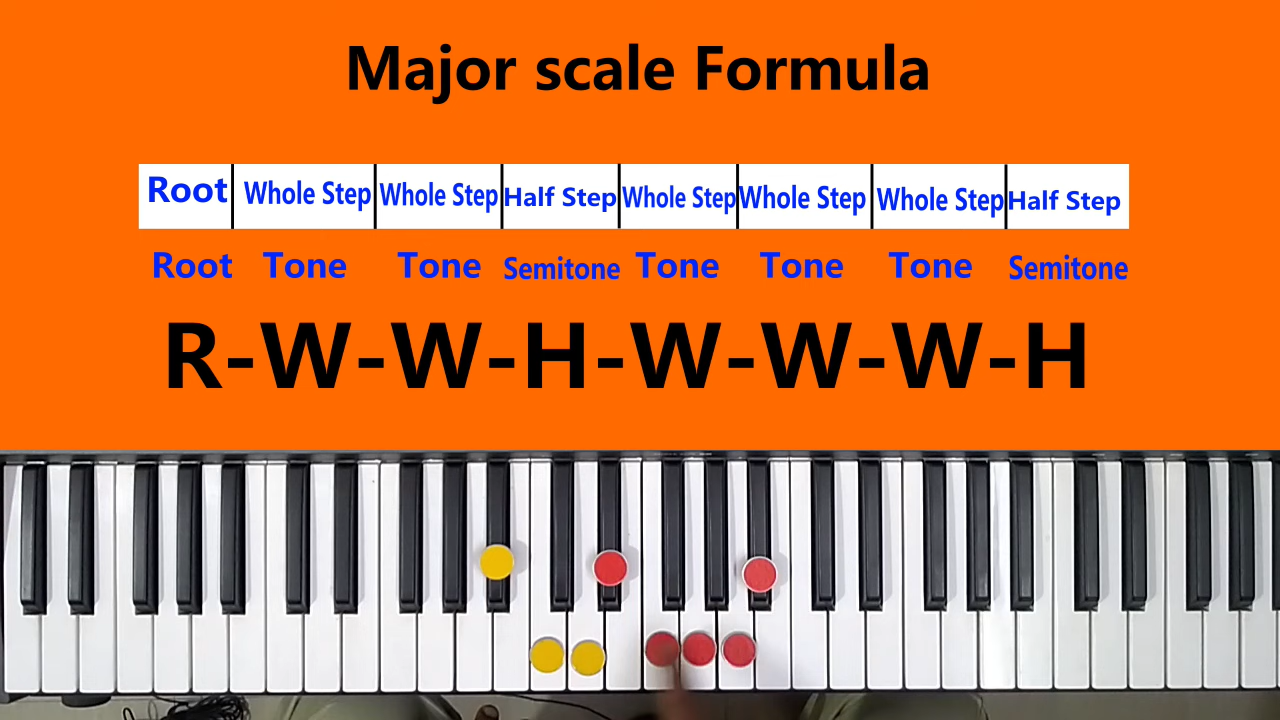 Major scale Formula
Root Whole Step Whole Step Half Step Whole Step Whole Step Whole Step Half Step
Root Tone Tone Semitone Tone Tone Tone Semitone
R-W-W-H-W-W-W-H